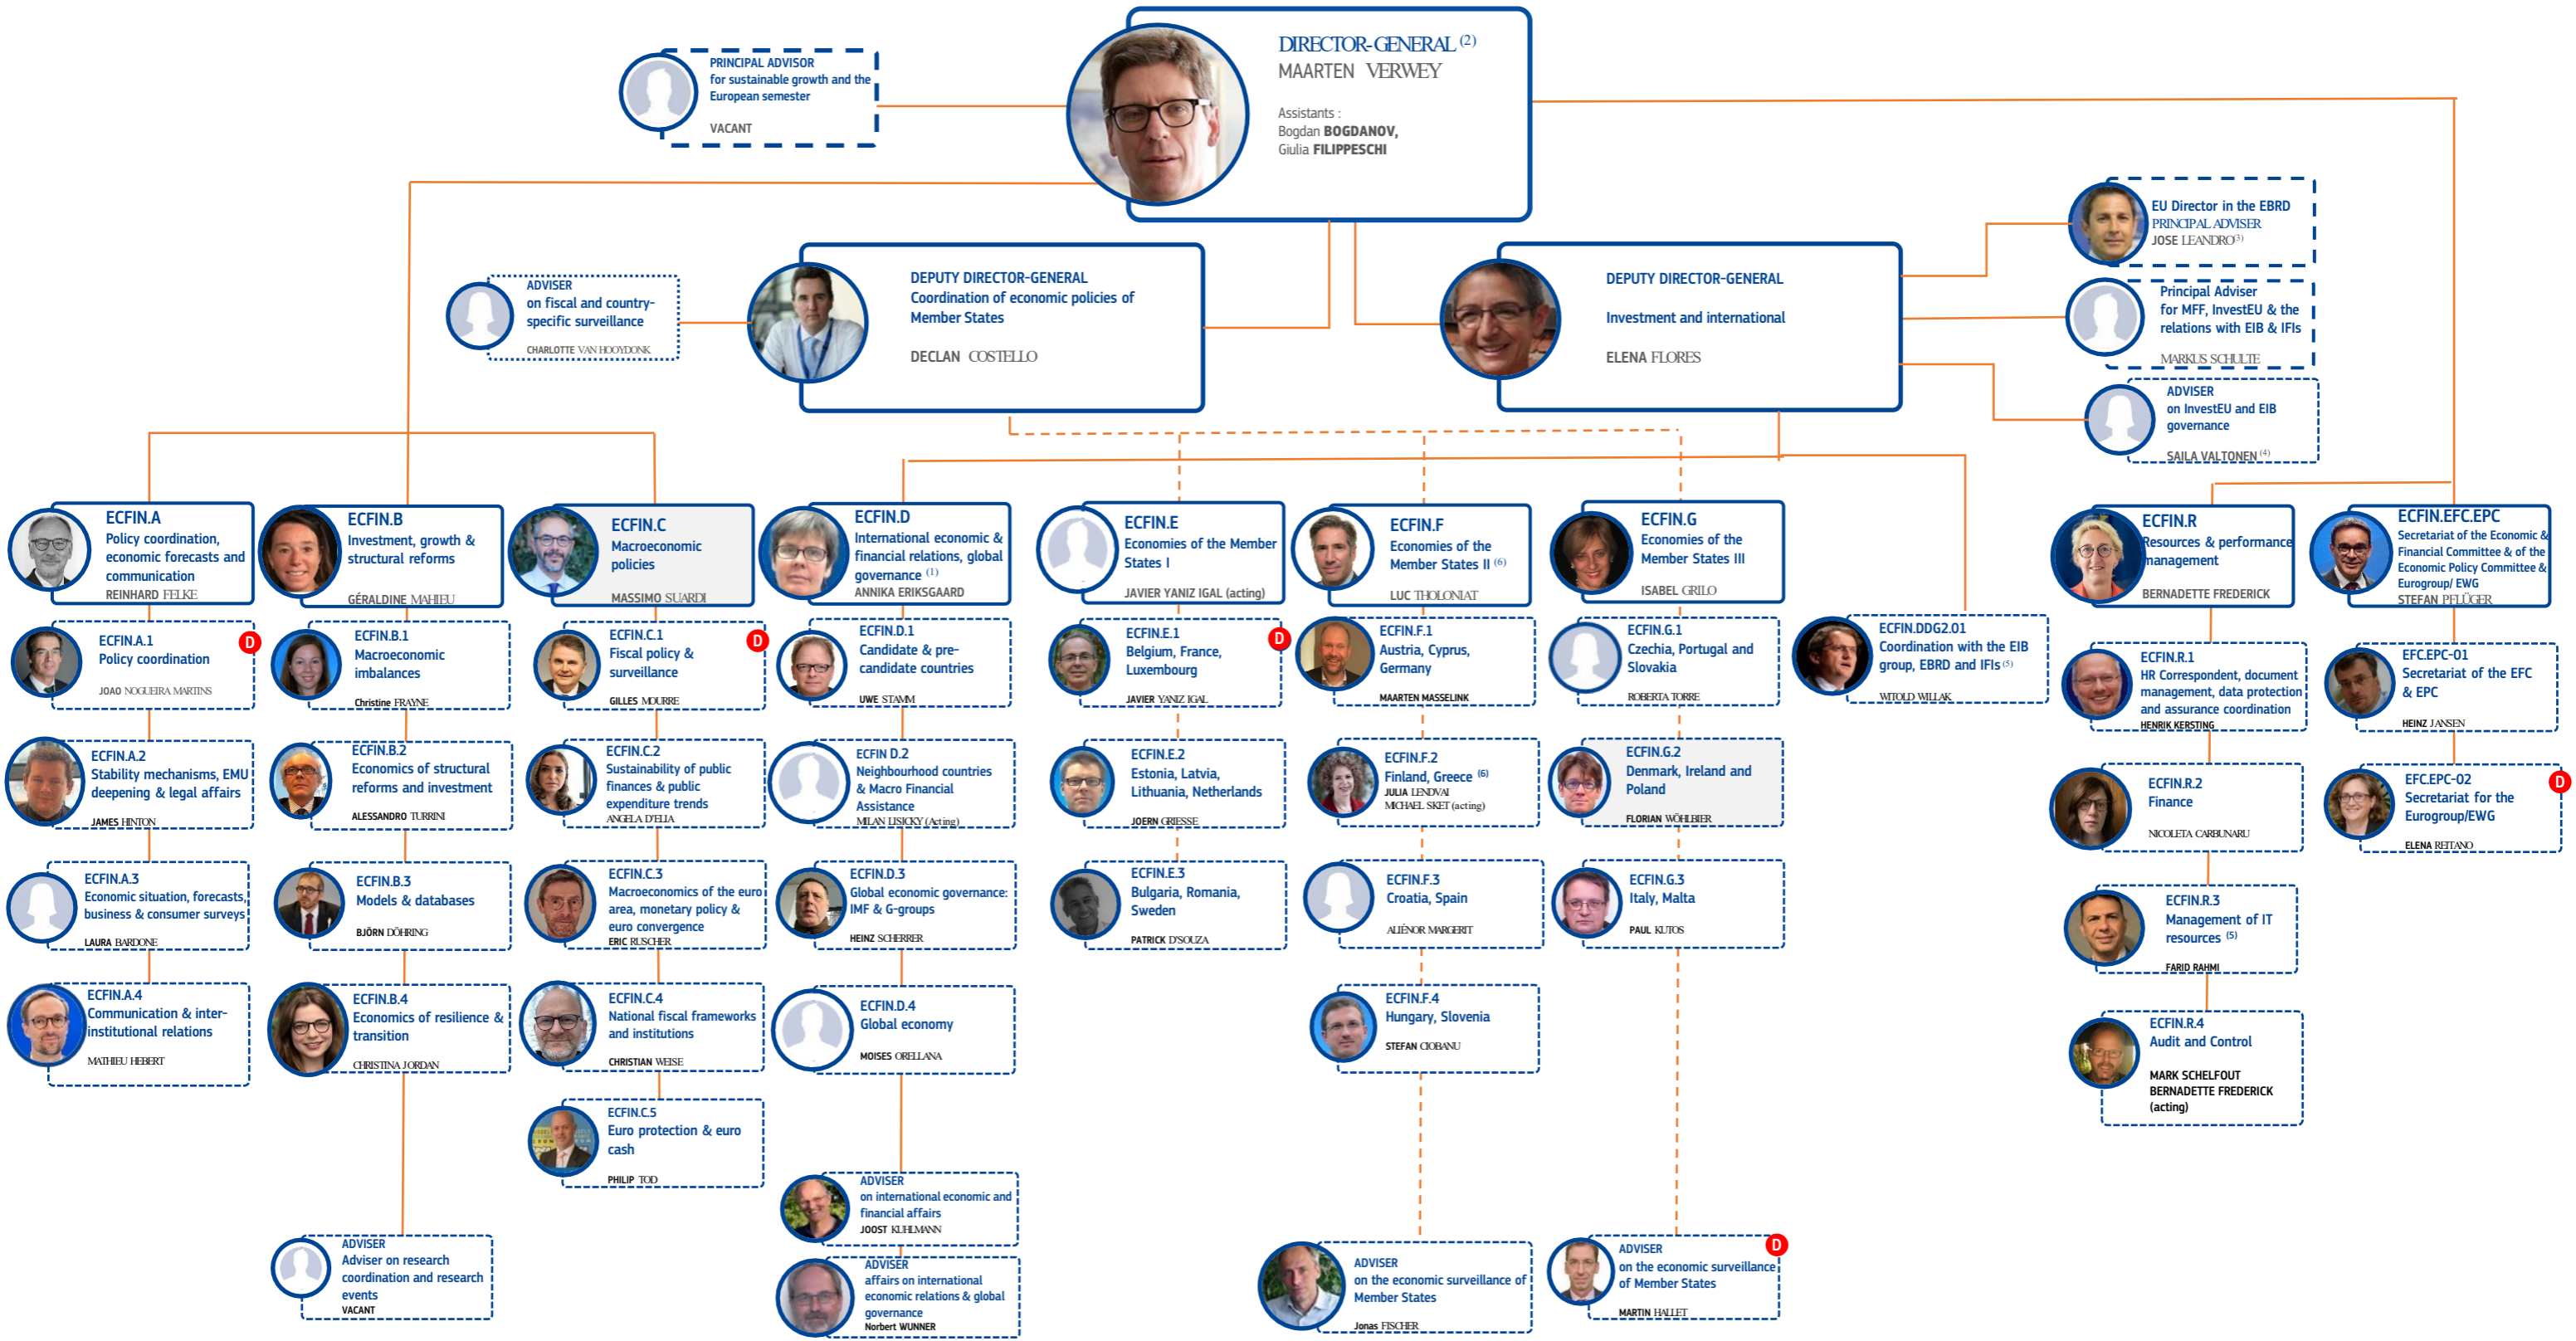 DIRECTOR-GENERAL (2)
MAARTEN VERWEY
Assistants :
Bogdan BOGDANOV,
Giulia FILIPPESCHI
PRINCIPAL ADVISOR
for sustainable growth and the
European semester
VACANT
EU Director in the EBRD
PRINCIPAL ADVISER
JOSE LEANDRO(3)
Principal Adviser
for MFF, InvestEU & the
relations with EIB & IFIs
MARKUS SCHULTE
ADVISER
on InvestEU and EIB
governance
SAILA VALTONEN (4)
ADVISER
on fiscal and country-
specific surveillance
CHARLOTTE VAN HOOYDONK
DEPUTY DIRECTOR-GENERAL
Coordination of economic policies of
Member States
DECLAN COSTELLO
DEPUTY DIRECTOR-GENERAL
Investment and international
ELENA FLORES
ECFIN.A
Policy coordination,
economic forecasts and
communication
REINHARD FELKE
ECFIN.A.1
Policy coordination
JOAO NOGUEIRA MARTINS
D
ECFIN.A.2
Stability mechanisms, EMU
deepening & legal affairs
JAMES HINTON
ECFIN.A.3
Economic situation, forecasts,
business & consumer surveys
LAURA BARDONE
ECFIN.A.4
Communication & inter-
institutional relations
MATHIEU HEBERT
ECFIN.B
Investment, growth &
structural reforms
GÉRALDINE MAHIEU
ECFIN.B.1
Macroeconomic
imbalances
Christine FRAYNE
ECFIN.B.2
Economics of structural
reforms and investment
ALESSANDRO TURRINI
ECFIN.B.3
Models & databases
BJÖRN DÖHRING
ECFIN.B.4
Economics of resilience &
transition
CHRISTINA JORDAN
ADVISER
Adviser on research
coordination and research
events
VACANT
ECFIN.C
Macroeconomic
policies
MASSIMO SUARDI
ECFIN.C.1
Fiscal policy &
surveillance
GILLES MOURRE
D
ECFIN.C.2
Sustainability of public
finances & public
expenditure trends
ANGELA D'ELIA
ECFIN.C.3
Macroeconomics of the euro
area, monetary policy &
euro convergence
ERIC RUSCHER
ECFIN.C.4
National fiscal frameworks
and institutions
CHRISTIAN WEISE
ECFIN.C.5
Euro protection & euro
cash
PHILIP TOD
ECFIN.D
International economic &
financial relations, global
governance (1)
ANNIKA ERIKSGAARD
ECFIN.D.1
Candidate & pre-
candidate countries
UWE STAMM
ECFIN D.2
Neighbourhood countries
& Macro Financial
Assistance
MILAN LISICKY (Acting)
ECFIN.D.3
Global economic governance:
IMF & G-groups
HEINZ SCHERRER
ECFIN.D.4
Global economy
MOISES ORELLANA
ADVISER
on international economic and
financial affairs
JOOST KUHLMANN
ADVISER
affairs on international
economic relations & global
governance
Norbert WUNNER
ECFIN.E
Economies of the Member
States I
JAVIER YANIZ IGAL (acting)
ECFIN.E.1
Belgium, France,
Luxembourg
JAVIER YANIZ IGAL
D
ECFIN.E.2
Estonia, Latvia,
Lithuania, Netherlands
JOERN GRIESSE
ECFIN.E.3
Bulgaria, Romania,
Sweden
PATRICK D'SOUZA
ECFIN.F
Economies of the
Member States II (6)
LUC THOLONIAT
ECFIN.F.1
Austria, Cyprus,
Germany
MAARTEN MASSELINK
ECFIN.F.2
Finland, Greece (6)
JULIA LENDVAI
MICHAEL SKET (acting)
ECFIN.F.3
Croatia, Spain
ALIÉNOR MARGERIT
ECFIN.F.4
Hungary, Slovenia
STEFAN CIOBANU
ADVISER
on the economic surveillance of
Member States
Jonas FISCHER
ECFIN.G
Economies of the
Member States III
ISABEL GRILO
ECFIN.G.1
Czechia, Portugal and
Slovakia
ROBERTA TORRE
ECFIN.G.2
Denmark, Ireland and
Poland
FLORIAN WÖHLBIER
ECFIN.G.3
Italy, Malta
PAUL KUTOS
ADVISER
on the economic surveillance
of Member States
MARTIN HALLET
D
ECFIN.DDG2.01
Coordination with the EIB
group, EBRD and IFIs (5)
WITOLD WILLAK
ECFIN.R
Resources & performance
management
BERNADETTE FREDERICK
ECFIN.R.1
HR Correspondent, document
management, data protection
and assurance coordination
HENRIK KERSTING
ECFIN.R.2
Finance
NICOLETA CARBUNARU
ECFIN.R.3
Management of IT
resources (5)
FARID RAHMI
ECFIN.R.4
Audit and Control
MARK SCHELFOUT
BERNADETTE FREDERICK
(acting)
ECFIN.EFC.EPC
Secretariat of the Economic &
Financial Committee & of the
Economic Policy Committee &
Eurogroup/ EWG
STEFAN PFLÜGER
EFC.EPC-01
Secretariat of the EFC
& EPC
HEINZ JANSEN
EFC.EPC-02
Secretariat for the
Eurogroup/EWG
ELENA REITANO
D